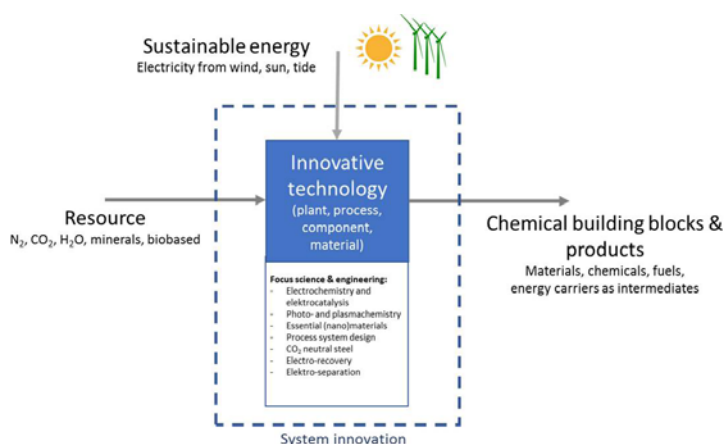 Sustainable energy
Electricity from wind, sun, tide
Innovative
technology
(plant, process,
component,
material)
Resource
N₂, CO₂, H₂O, minerals, biobased
Chemical building blocks &
products
Materials, chemicals, fuels,
energy carriers as intermediates
Focus science & engineering:
- Electrochemistry and
elektrocatalysis
- Photo- and plasmachemistry
- Essential (nano)materials
- Process system design
- CO₂ neutral steel
- Electro-recovery
- Elektro-separation
System innovation